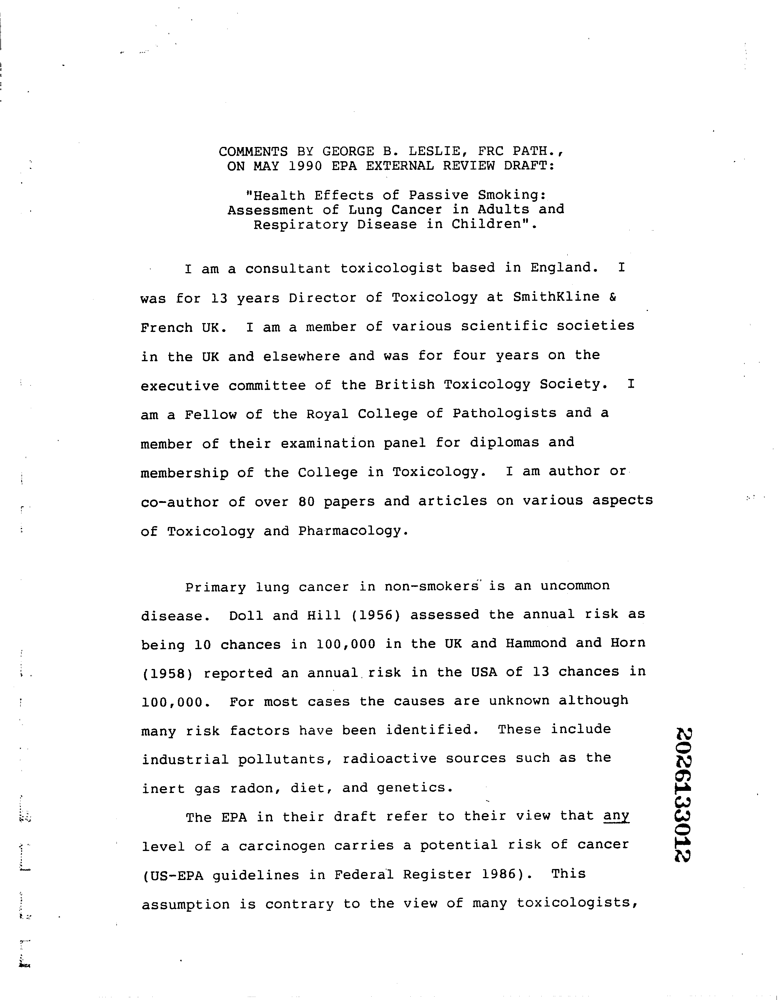 COMMENTS BY GEORGE B. LESLIE, FRC PATH.,
ON MAY 1990 EPA EXTERNAL REVIEW DRAFT:
"Health Effects of Passive Smoking:
Assessment of Lung Cancer in Adults and
Respiratory Disease in Children".
I am a consultant toxicologist based in England. I
was for 13 years Director of Toxicology at SmithKline &
French UK. I am a member of various scientific societies
in the UK and elsewhere and was for four years on the
executive committee of the British Toxicology Society. I
am a Fellow of the Royal College of Pathologists and a
member of their examination panel for diplomas and
membership of the College in Toxicology. I am author or
co-author of over 80 papers and articles on various aspects
of Toxicology and Pharmacology.
Primary lung cancer in non-smokers is an uncommon
disease. Doll and Hill (1956) assessed the annual risk as
being 10 chances in 100,000 in the UK and Hammond and Horn
(1958) reported an annual risk in the USA of 13 chances in
100,000. For most cases the causes are unknown although
many risk factors have been identified. These include
industrial pollutants, radioactive sources such as the
inert gas radon, diet, and genetics.
The EPA in their draft refer to their view that any
level of a carcinogen carries a potential risk of cancer
(US-EPA guidelines in Federal Register 1986). This
assumption is contrary to the view of many toxicologists,
2026133012